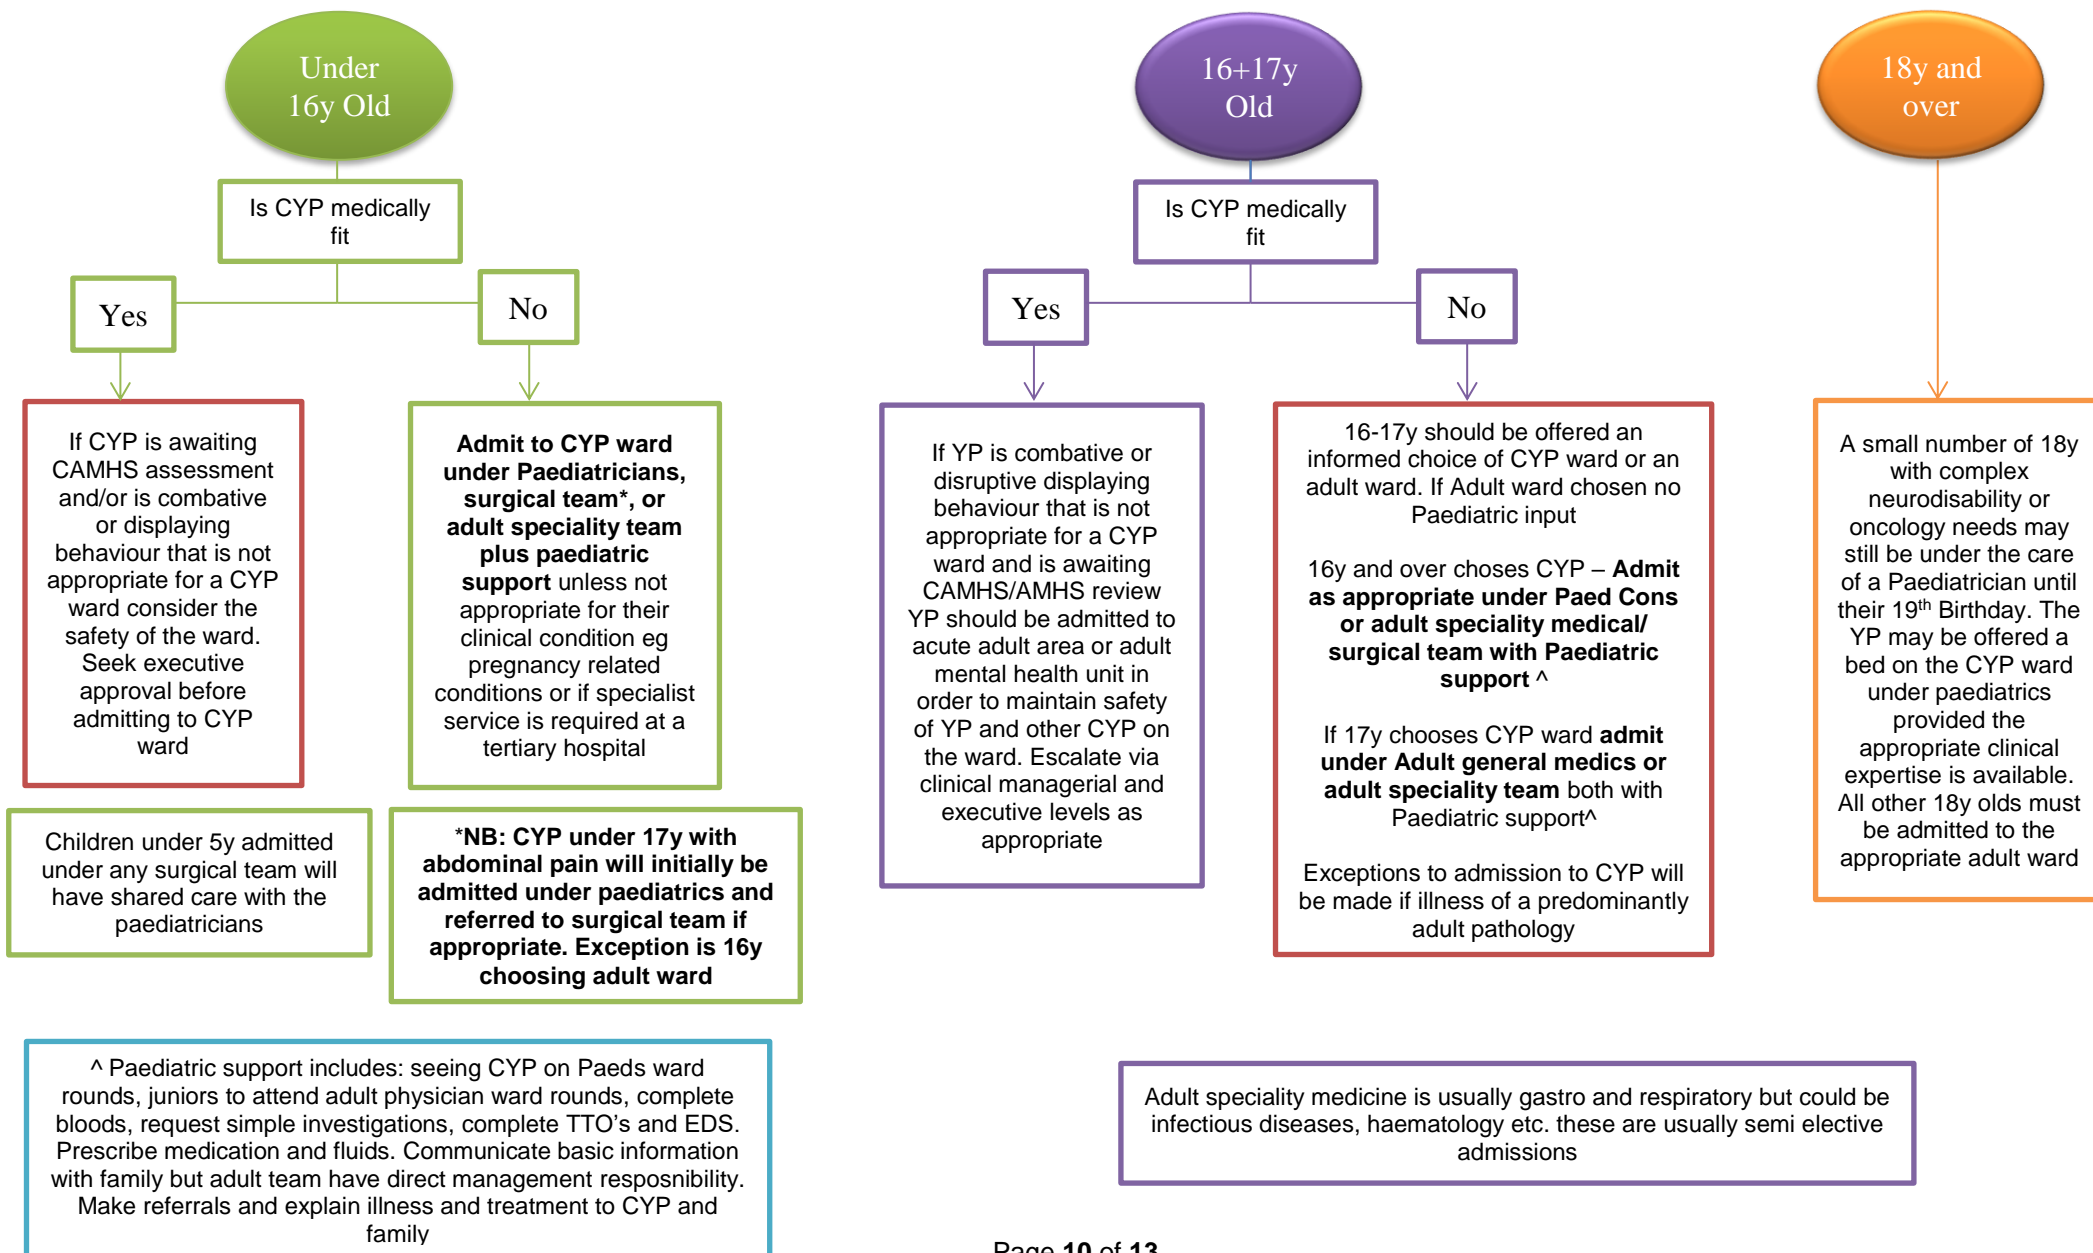 Under
16y Old
Is CYP medically
fit
Yes
No
If CYP is awaiting
CAMHS assessment
and/or is combative
or displaying
behaviour that is not
appropriate for a CYP
ward consider the
safety of the ward.
Seek executive
approval before
admitting to CYP
ward
Admit to CYP ward
under Paediatricians,
surgical team*, or
adult speciality team
plus paediatric
support unless not
appropriate for their
clinical condition eg
pregnancy related
conditions or if specialist
service is required at a
tertiary hospital
Children under 5y admitted
under any surgical team will
have shared care with the
paediatricians
*NB: CYP under 17y with
abdominal pain will initially be
admitted under paediatrics and
referred to surgical team if
appropriate. Exception is 16y
choosing adult ward
^ Paediatric support includes: seeing CYP on Paeds ward
rounds, juniors to attend adult physician ward rounds, complete
bloods, request simple investigations, complete TTO’s and EDS.
Prescribe medication and fluids. Communicate basic information
with family but adult team have direct management resposnibility.
Make referrals and explain illness and treatment to CYP and
family
16+17y
Old
Is CYP medically
fit
Yes
No
If YP is combative or
disruptive displaying
behaviour that is not
appropriate for a CYP
ward and is awaiting
CAMHS/AMHS review
YP should be admitted to
acute adult area or adult
mental health unit in
order to maintain safety
of YP and other CYP on
the ward. Escalate via
clinical managerial and
executive levels as
appropriate
16-17y should be offered an
informed choice of CYP ward or an
adult ward. If Adult ward chosen no
Paediatric input
16y and over choses CYP – Admit
as appropriate under Paed Cons
or adult speciality medical/
surgical team with Paediatric
support ^
If 17y chooses CYP ward admit
under Adult general medics or
adult speciality team both with
Paediatric support^
Exceptions to admission to CYP will
be made if illness of a predominantly
adult pathology
Adult speciality medicine is usually gastro and respiratory but could be
infectious diseases, haematology etc. these are usually semi elective
admissions
18y and
over
A small number of 18y
with complex
neurodisability or
oncology needs may
still be under the care
of a Paediatrician until
their 19th Birthday. The
YP may be offered a
bed on the CYP ward
under paediatrics
provided the
appropriate clinical
expertise is available.
All other 18y olds must
be admitted to the
appropriate adult ward
Page 10 of 13